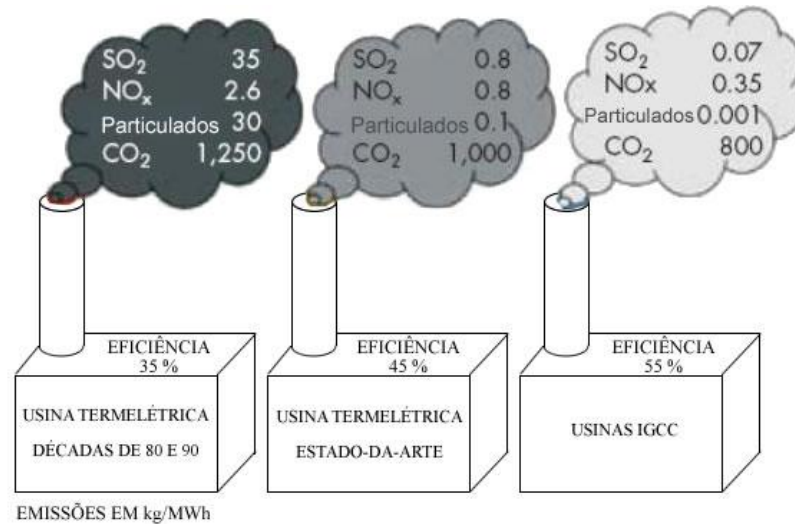 SO₂ 35
NOₓ 2.6
Particulados 30
CO₂ 1,250
SO₂ 0.8
NOₓ 0.8
Particulados 0.1
CO₂ 1,000
SO₂ 0.07
NOx 0.35
Particulados 0.001
CO₂ 800
EFICIÊNCIA
35 %
USINA TERMELÉTRICA
DÉCADAS DE 80 E 90
EFICIÊNCIA
45 %
USINA TERMELÉTRICA
ESTADO-DA-ARTE
EFICIÊNCIA
55 %
USINAS IGCC
EMISSÕES EM kg/MWh